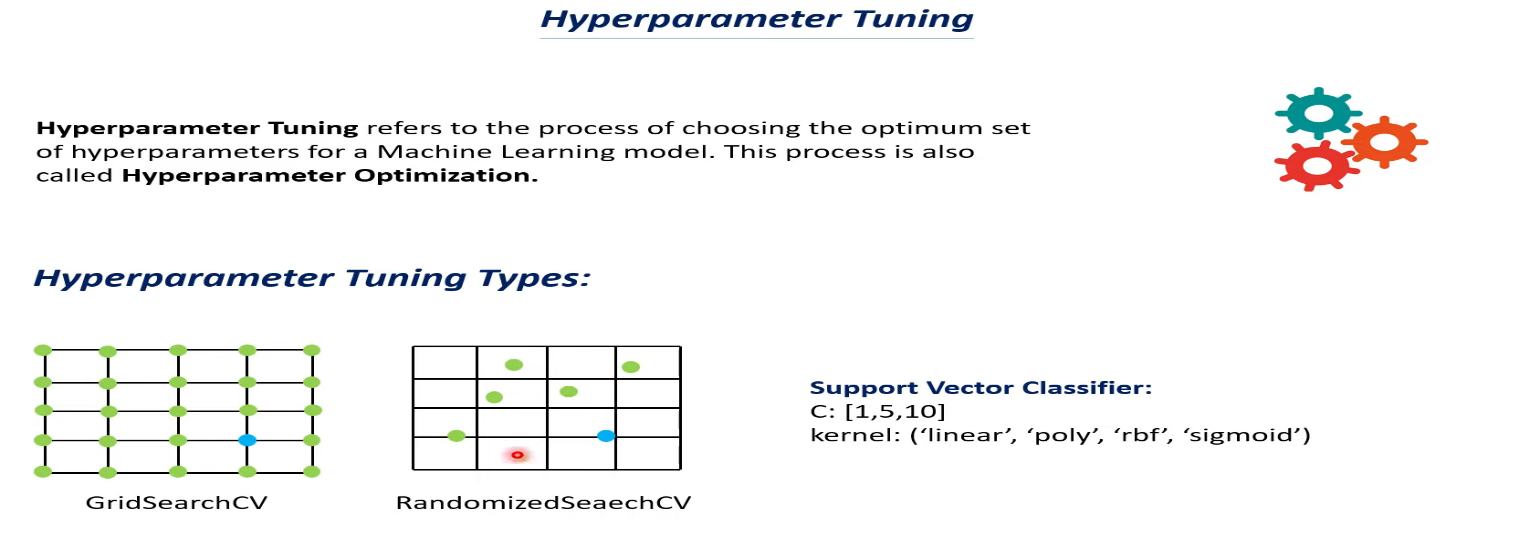 Hyperparameter Tuning
Hyperparameter Tuning refers to the process of choosing the optimum set
of hyperparameters for a Machine Learning model. This process is also
called Hyperparameter Optimization.
Hyperparameter Tuning Types:
GridSearchCV
RandomizedSeaechCV
Support Vector Classifier:
C: [1,5,10]
kernel: (‘linear’, ‘poly’, ‘rbf’, ‘sigmoid’)